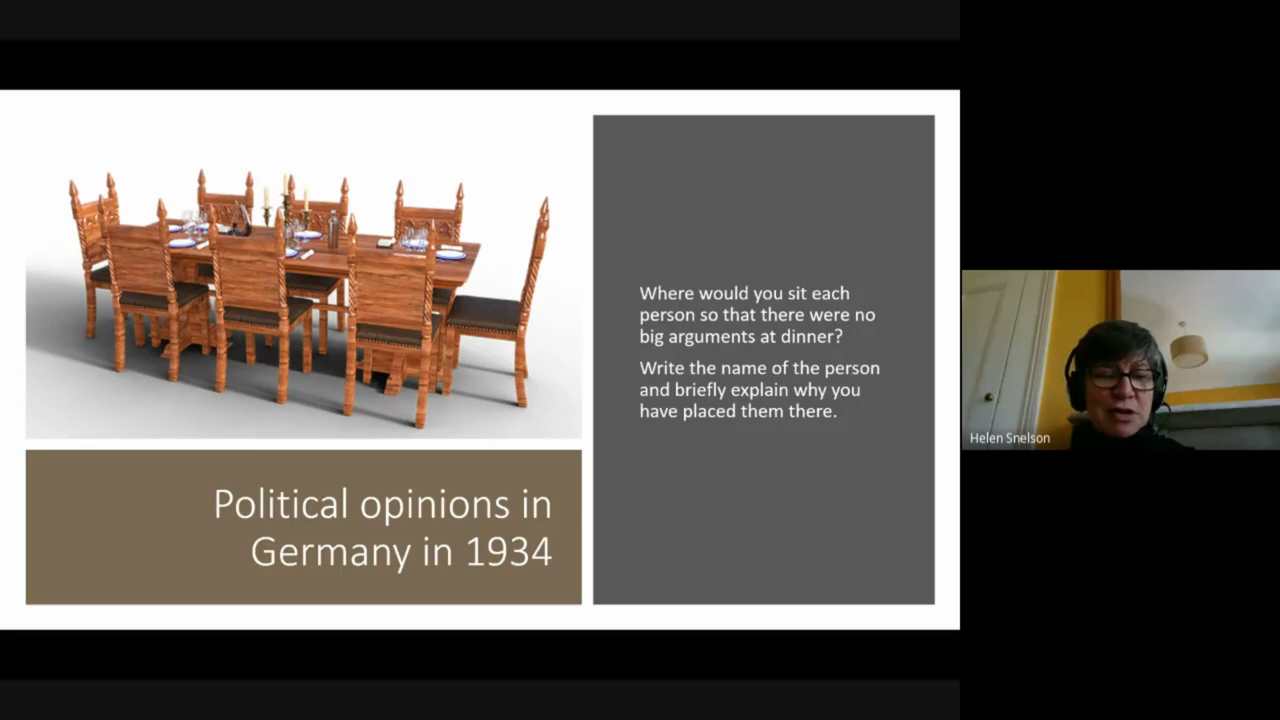 Political opinions in
Germany in 1934
Where would you sit each
person so that there were no
big arguments at dinner?
Write the name of the person
and briefly explain why you
have placed them there.
Helen Snelson